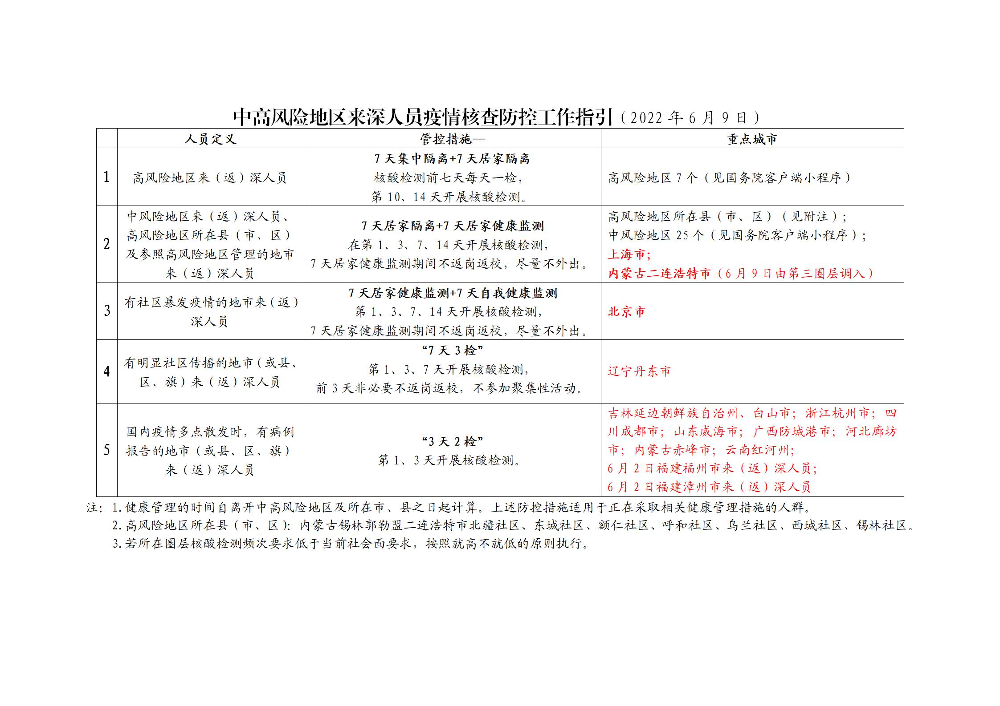 中高风险地区来深人员疫情核查防控工作指引（2022 年 6 月 9 日）
人员定义
管控措施——
重点城市
1
高风险地区来（返）深人员
7 天集中隔离+7 天居家隔离
核酸检测前七天每天一检，
第 10、14 天开展核酸检测。
高风险地区 7 个（见国务院客户端小程序）
2
中风险地区来（返）深人员、
高风险地区所在县（市、区）
及参照高风险地区管理的地市
来（返）深人员
7 天居家隔离+7 天居家健康监测
在第 1、3、7、14 天开展核酸检测，
7 天居家健康监测期间不返岗返校，尽量不外出。
高风险地区所在县（市、区）（见附注）；
中风险地区 25 个（见国务院客户端小程序）；
上海市；
内蒙古二连浩特市（6 月 9 日由第三圈层调入）
3
有社区暴发疫情的地市来（返）
深人员
7 天居家健康监测+7 天自我健康监测
第 1、3、7、14 天开展核酸检测，
7 天居家健康监测期间不返岗返校，尽量不外出。
北京市
4
有明显社区传播的地市（或县、
区、旗）来（返）深人员
“7 天 3 检”
第 1、3、7 天开展核酸检测，
前 3 天非必要不返岗返校，不参加聚集性活动。
辽宁丹东市
5
国内疫情多点散发时，有病例
报告的地市（或县、区、旗）
来（返）深人员
“3 天 2 检”
第 1、3 天开展核酸检测。
吉林延边朝鲜族自治州、白山市；浙江杭州市；四
川成都市；山东威海市；广西防城港市；河北廊坊
市；内蒙古赤峰市；云南红河州；
6 月 2 日福建福州市来（返）深人员；
6 月 2 日福建漳州市来（返）深人员
注：1.健康管理的时间自离开中高风险地区及所在市、县之日起计算。上述防控措施适用于正在采取相关健康管理措施的人群。
2.高风险地区所在县（市、区）：内蒙古锡林郭勒盟二连浩特市北疆社区、东城社区、额仁社区、呼和社区、乌兰社区、西城社区、锡林社区。
3.若所在圈层核酸检测频次要求低于当前社会面要求，按照就高不就低的原则执行。